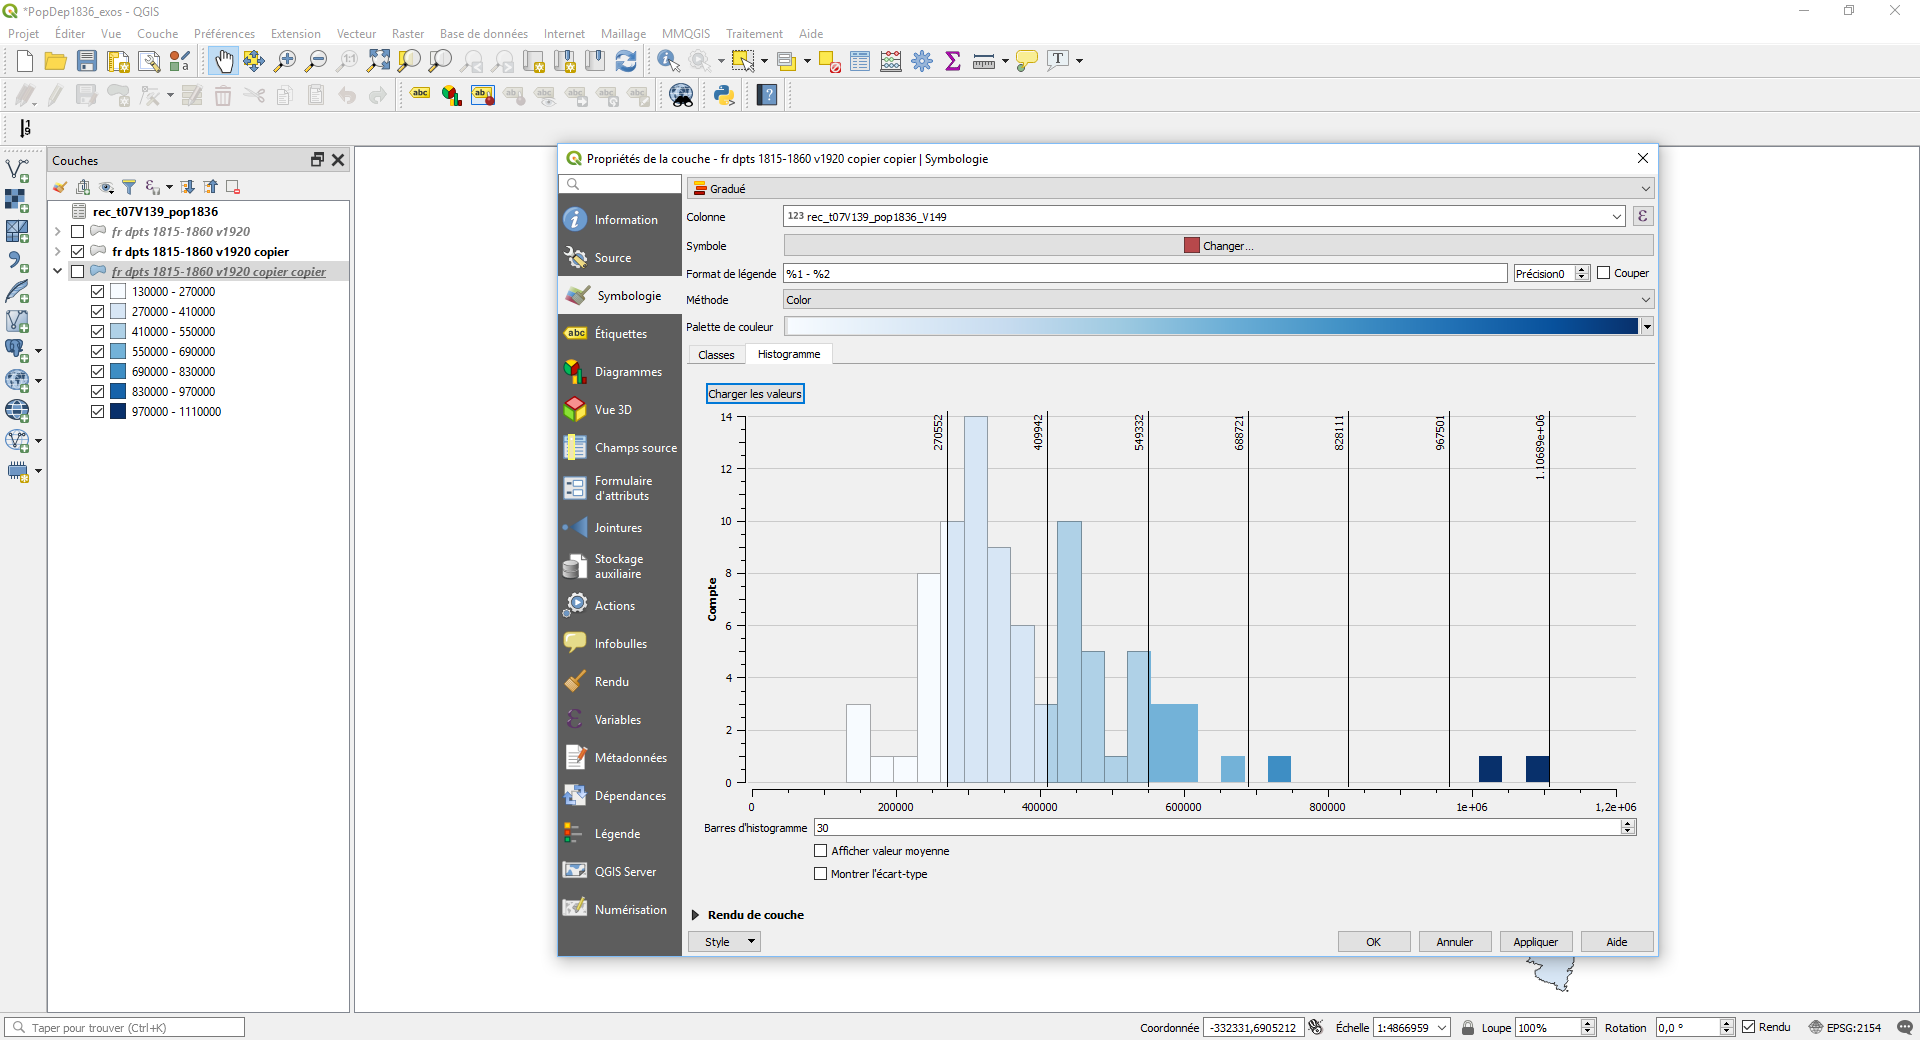 *PopDep1836_exos - QGIS
Projet Éditer Vue Couche Préférences Extension Vecteur Raster Base de données Internet Maillage MMQGIS Traitement Aide
Couches
rec_t07V139_pop1836
fr dpts 1815-1860 v1920
fr dpts 1815-1860 v1920 copier
fr dpts 1815-1860 v1920 copier copier
130000 - 270000
270000 - 410000
410000 - 550000
550000 - 690000
690000 - 830000
830000 - 970000
970000 - 1110000
Propriétés de la couche - fr dpts 1815-1860 v1920 copier copier | Symbologie
Information
Source
Symbologie
Étiquettes
Diagrammes
Vue 3D
Champs source
Formulaire
d'attributs
Jointures
Stockage
auxiliaire
Actions
Infobulles
Rendu
Variables
Métadonnées
Dépendances
Légende
QGIS Server
Numérisation
Gradué
Colonne 123 rec_t07V139_pop1836_V149 ε
Symbole Changer...
Format de légende %1 - %2 Précision0 Couper
Méthode Color
Palette de couleur
Classes Histogramme
Charger les valeurs
270552 409942 549332 688721 828111 967501 1.10689e+06
14
12
10
8
6
4
2
0
Compte
0 200000 400000 600000 800000 1e+06 1,2e+06
Barres d'histogramme 30
Afficher valeur moyenne
Montrer l'écart-type
Rendu de couche
Style OK Annuler Appliquer Aide
Taper pour trouver (Ctrl+K) Coordonnée -332331,6905212 Échelle 1:4866959 Loupe 100% Rotation 0,0 ° Rendu EPSG:2154